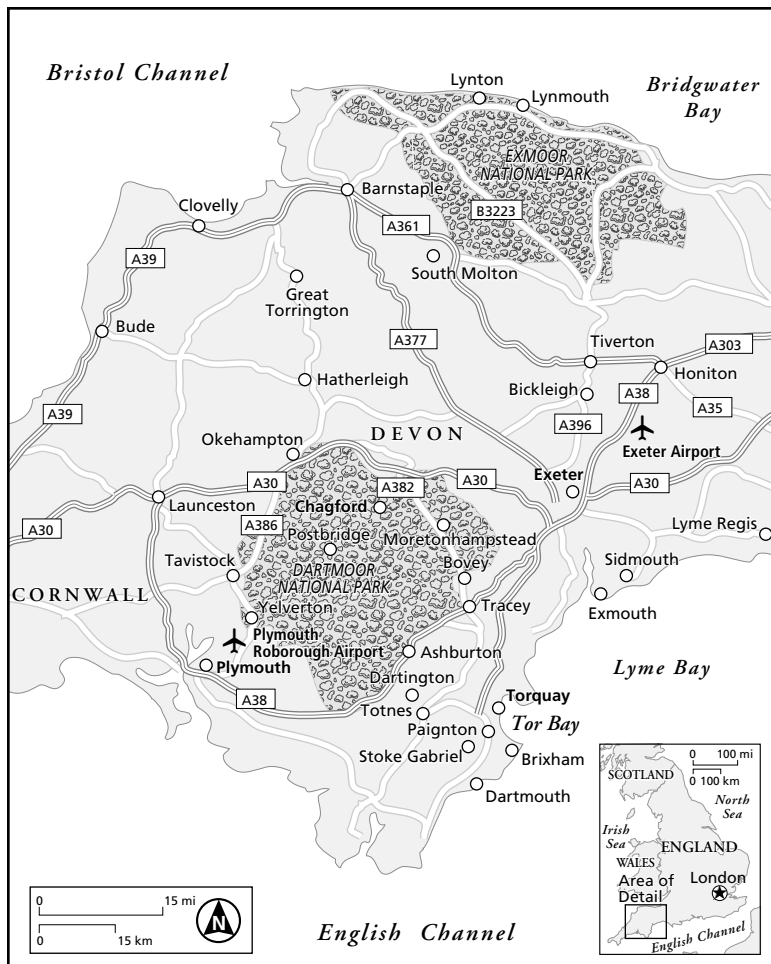 Bristol Channel
Lynton
Lynmouth
Bridgwater
Bay
EXMOOR
NATIONAL PARK
Barnstaple
B3223
Clovelly
A361
A39
South Molton
Great
Torrington
Bude
A377
Tiverton
A303
Honiton
Hatherleigh
Bickleigh
A38
A35
A39
A396
DEVON
Okehampton
Exeter Airport
Exeter
A30
A382
A30
A30
Launceston
Chagford
A386
A30
Moretonhampstead
Lyme Regis
Postbridge
Tavistock
Bovey
Sidmouth
DARTMOOR
NATIONAL PARK
CORNWALL
Tracey
Exmouth
Yelverton
Plymouth
Roborough Airport
Ashburton
Plymouth
Lyme Bay
Dartington
A38
Torquay
Totnes
Tor Bay
Paignton
Stoke Gabriel
Brixham
Dartmouth
0 100 mi
0 100 km
SCOTLAND
North
Sea
Irish
Sea
ENGLAND
WALES
Area of
Detail
London
English Channel
0 15 mi
0 15 km
N
English Channel